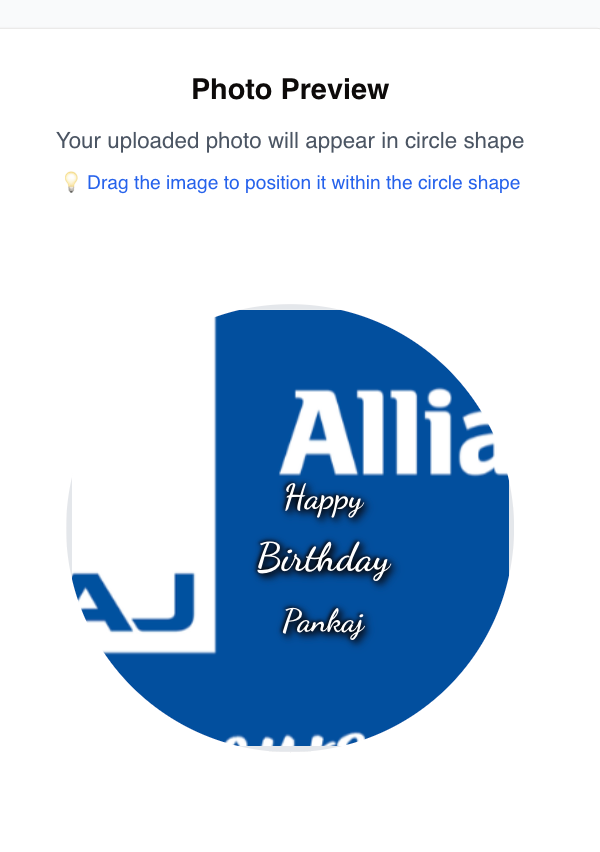 Photo Preview
Your uploaded photo will appear in circle shape
💡 Drag the image to position it within the circle shape
Allia
Happy
Birthday
Pankaj
AJ